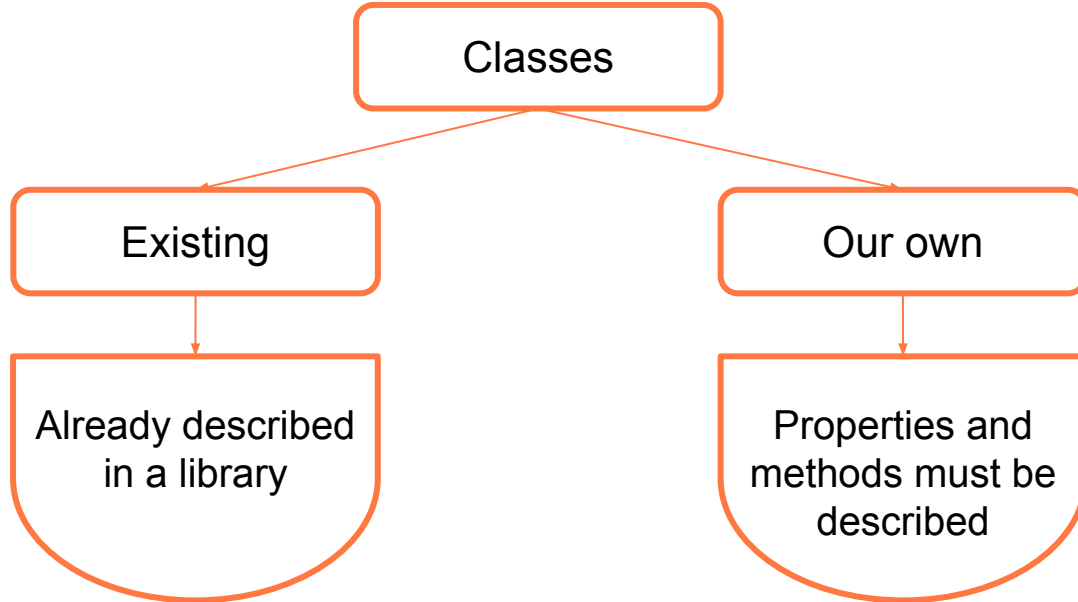 Classes
Existing
Our own
Already described
in a library
Properties and
methods must be
described